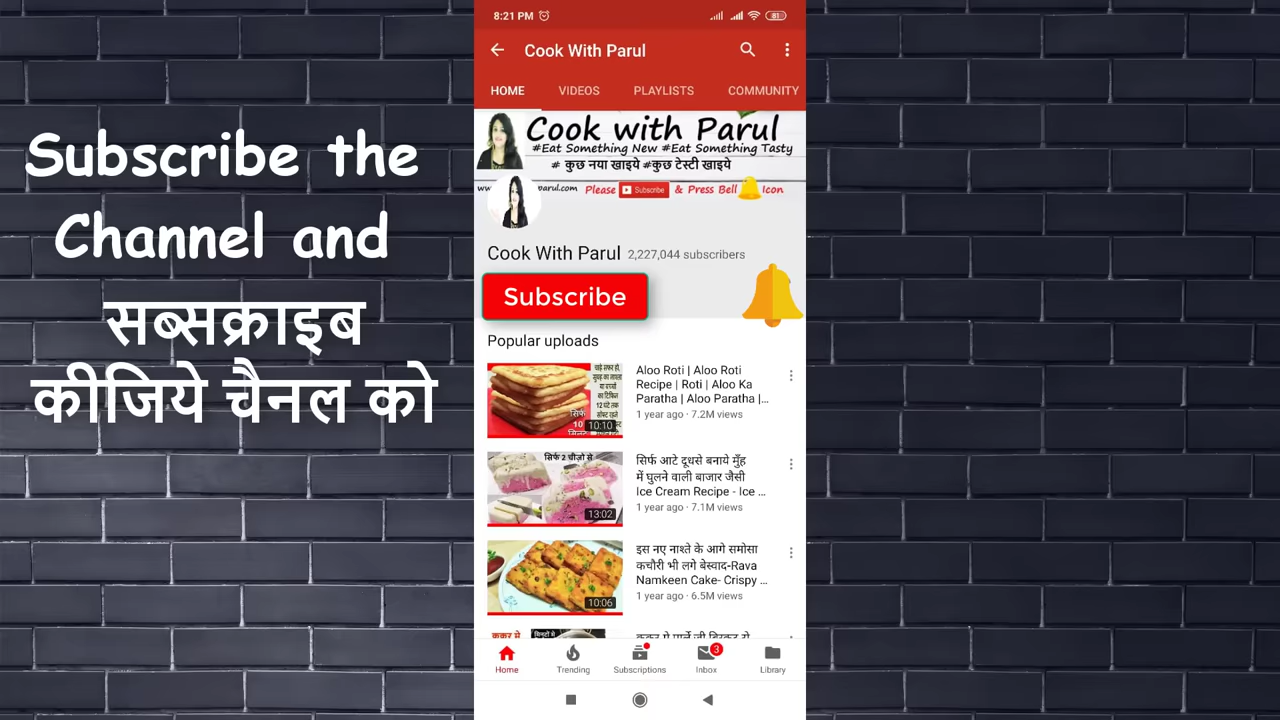 Subscribe the
Channel and
सब्सक्राइब
कीजिये चैनल को
8:21 PM
81
Cook With Parul
HOME
VIDEOS
PLAYLISTS
COMMUNITY
Cook with Parul
#Eat Something New #Eat Something Tasty
# कुछ नया खाइये #कुछ टेस्टी खाइये
Please Subscribe & Press Bell Icon
Cook With Parul 2,227,044 subscribers
Subscribe
Popular uploads
सिर्फ
10
10:10
Aloo Roti | Aloo Roti
Recipe | Roti | Aloo Ka
Paratha | Aloo Paratha |...
1 year ago · 7.2M views
सिर्फ 2 चीज़ो से
13:02
सिर्फ आटे दूधसे बनाये मुँह
में घुलने वाली बाजार जैसी
Ice Cream Recipe - Ice ...
1 year ago · 7.1M views
10:06
इस नए नाश्ते के आगे समोसा
कचौरी भी लगे बेस्वाद-Rava
Namkeen Cake- Crispy ...
1 year ago · 6.5M views
Home
Trending
Subscriptions
3
Inbox
Library